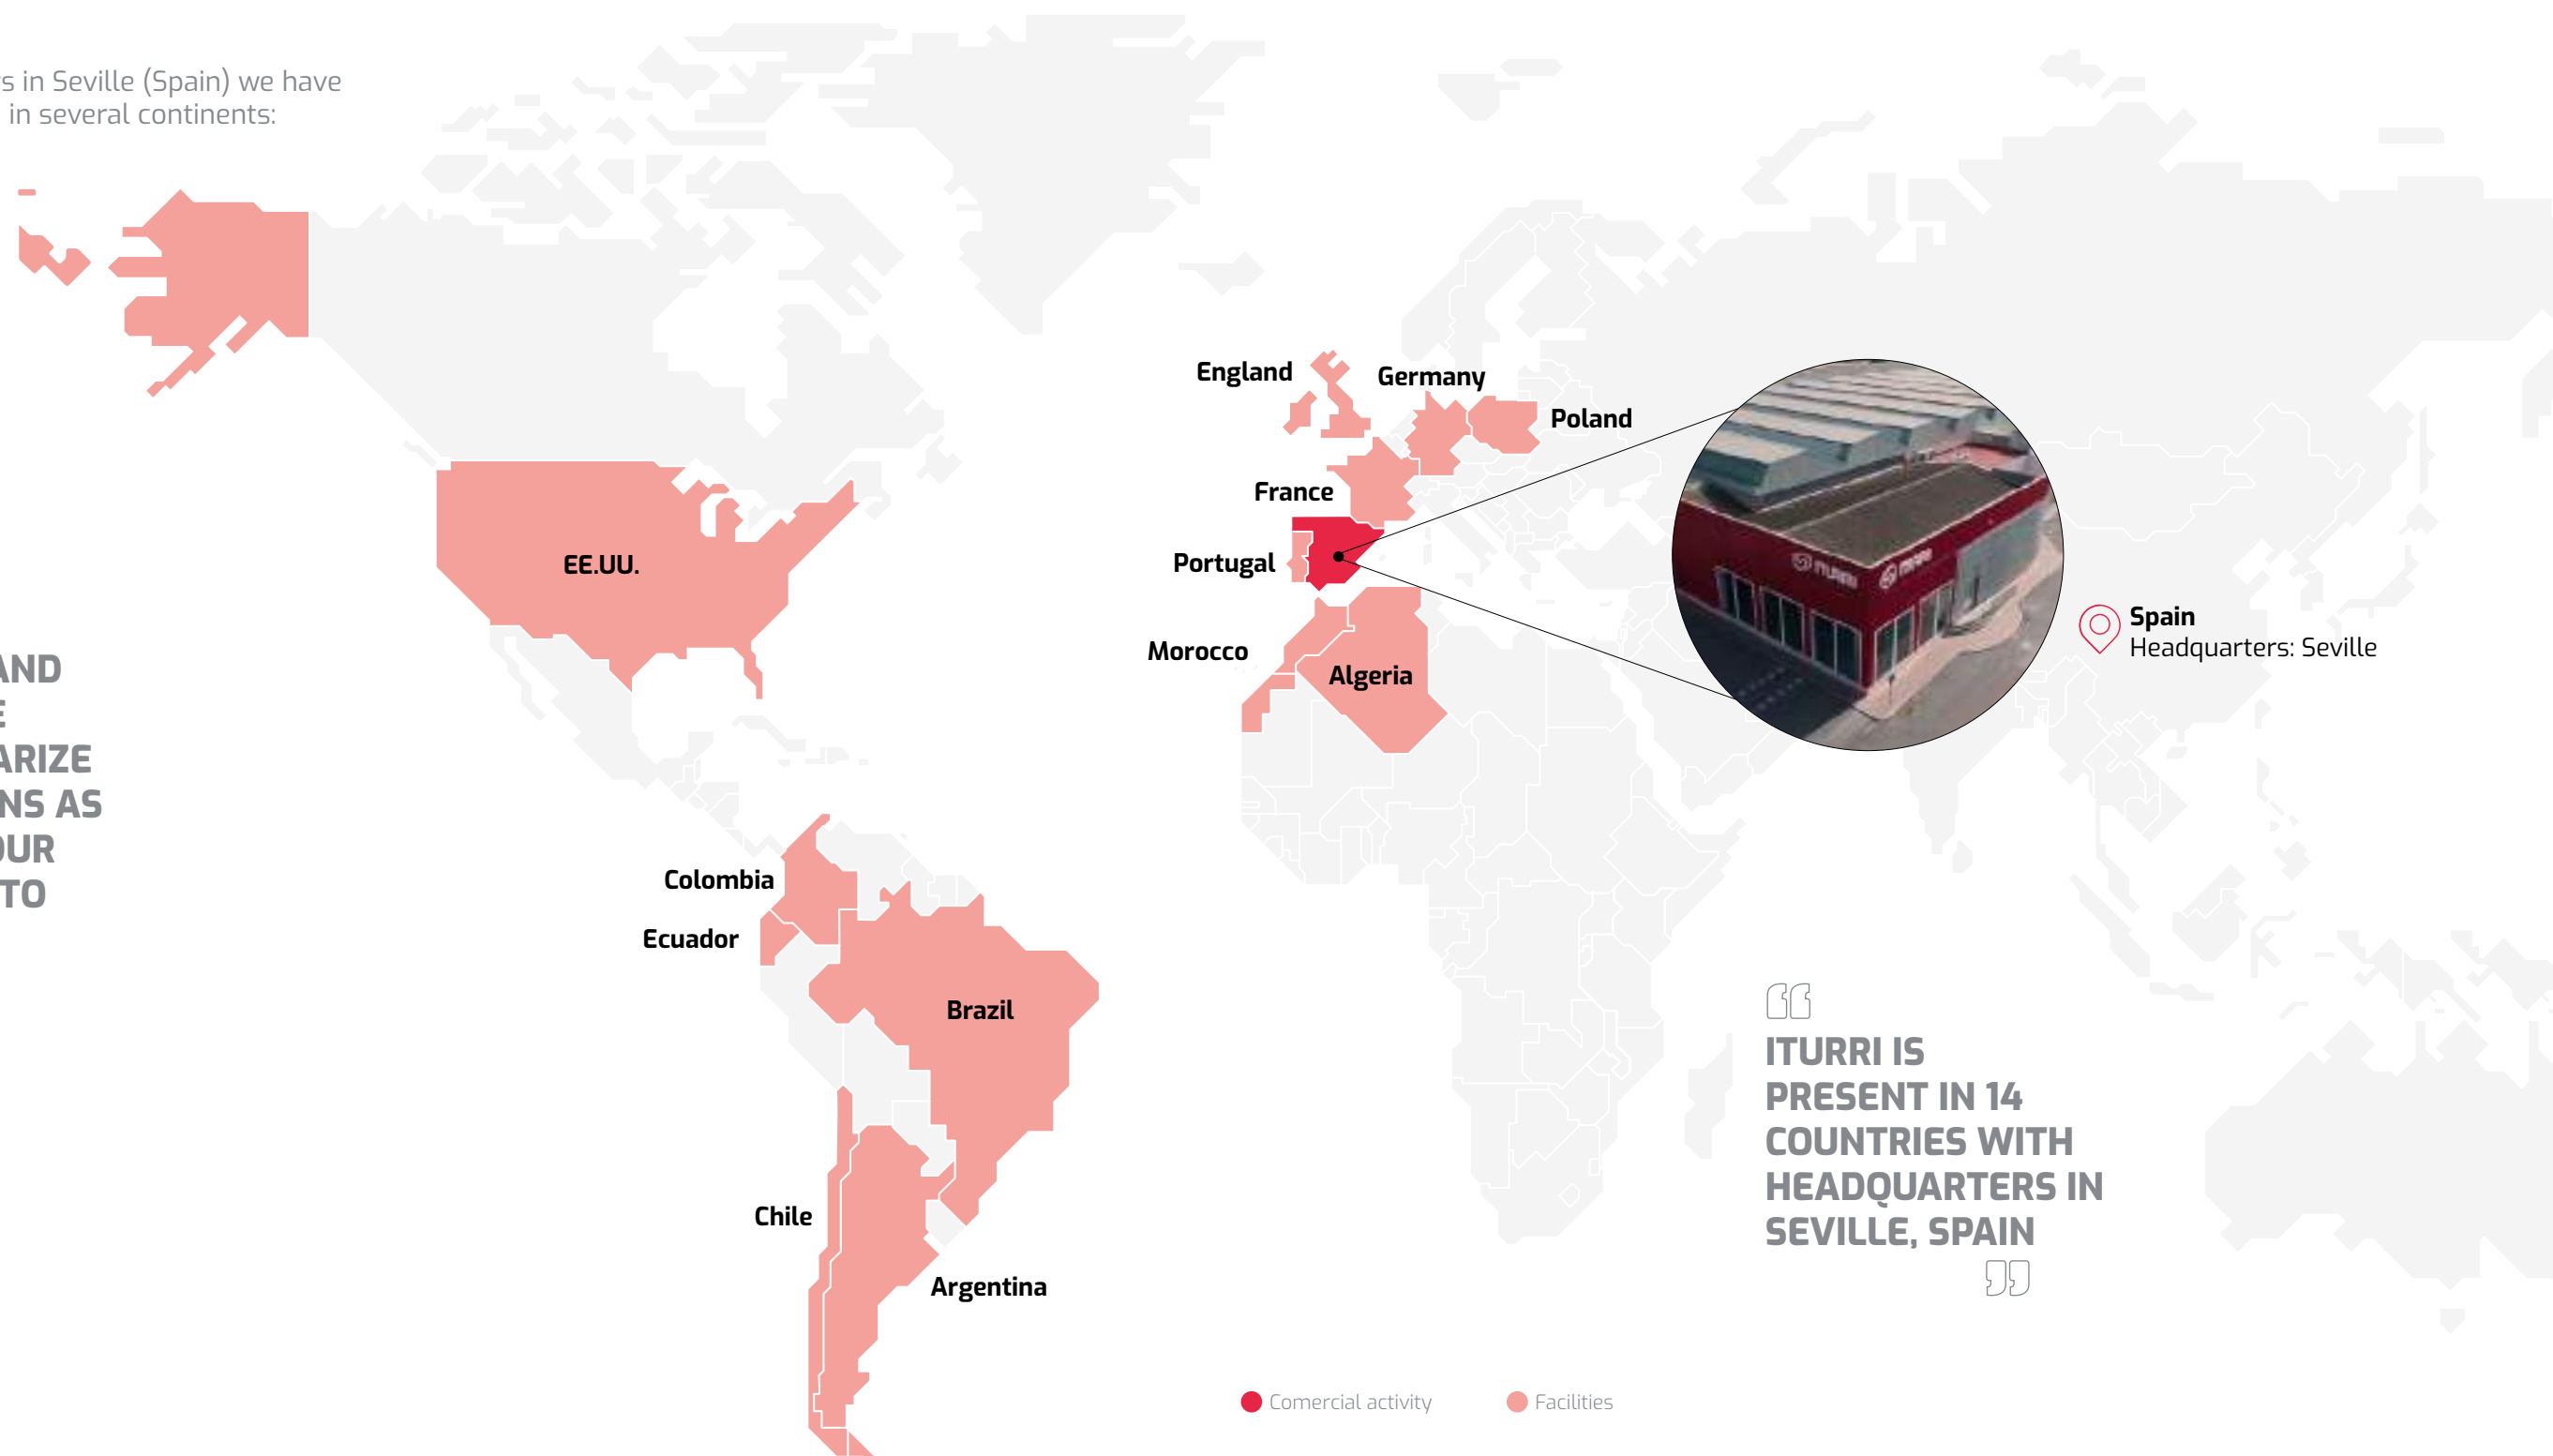 s in Seville (Spain) we have
in several continents:
England
Germany
Poland
France
EE.UU.
Portugal
ITURRI
ITURRI
Spain
Headquarters: Seville
Morocco
Algeria
AND
E
ARIZE
NS AS
OUR
TO
Colombia
Ecuador
Brazil
Chile
Argentina
“
ITURRI IS
PRESENT IN 14
COUNTRIES WITH
HEADQUARTERS IN
SEVILLE, SPAIN
”
Comercial activity
Facilities